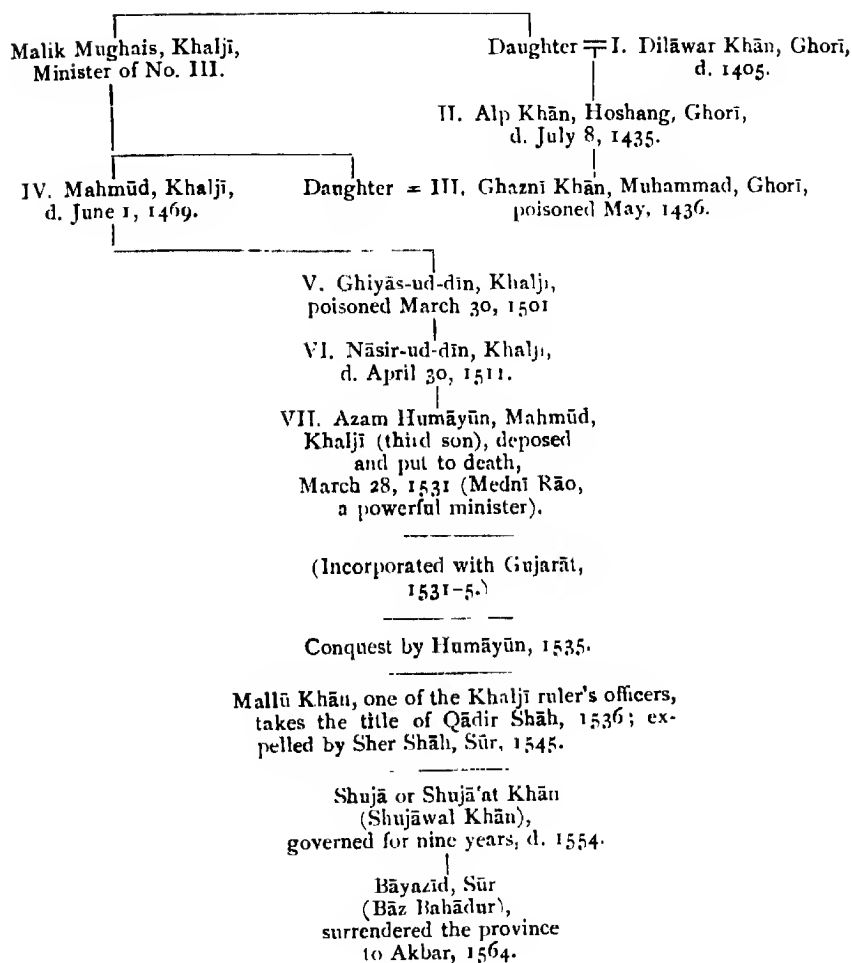 Malik Mughais, Khaljī,
Minister of No. III.
Daughter = I. Dilāwar Khān, Ghorī,
d. 1405.
II. Alp Khān, Hoshang, Ghorī,
d. July 8, 1435.
IV. Mahmūd, Khaljī,
d. June 1, 1469.
Daughter = III. Ghaznī Khān, Muhammad, Ghorī,
poisoned May, 1436.
V. Ghiyās-ud-dīn, Khaljī,
poisoned March 30, 1501
VI. Nāsir-ud-dīn, Khaljī,
d. April 30, 1511.
VII. Azam Humāyūn, Mahmūd,
Khaljī (third son), deposed
and put to death,
March 28, 1531 (Mednī Rāo,
a powerful minister).
(Incorporated with Gujarāt,
1531-5.)
Conquest by Humāyūn, 1535.
Mallū Khān, one of the Khaljī ruler's officers,
takes the title of Qādir Shāh, 1536; ex-
pelled by Sher Shāh, Sūr, 1545.
Shujā or Shujā'at Khān
(Shujāwal Khān),
governed for nine years, d. 1554.
Bāyazīd, Sūr
(Bāz Bahādur),
surrendered the province
to Akbar, 1564.